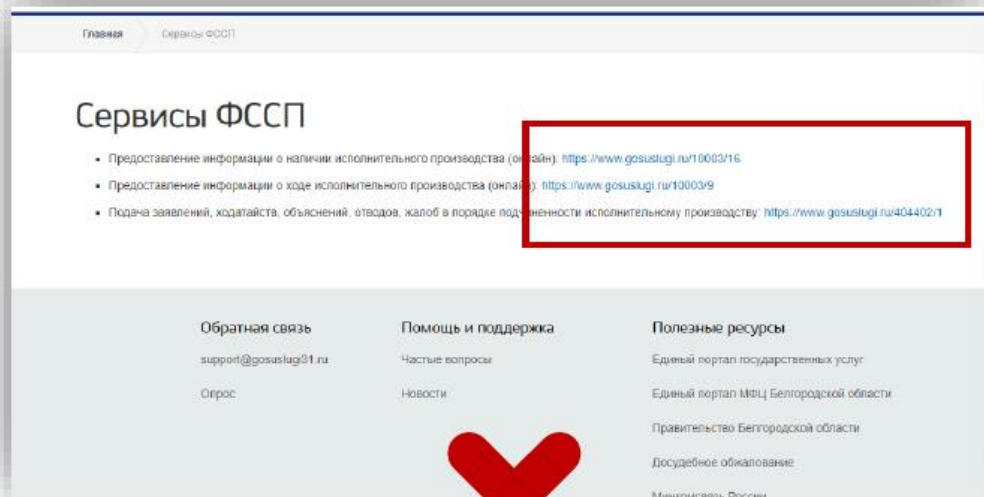 Главная
Сервисы ФССП
Сервисы ФССП
Предоставление информации о наличии исполнительного производства (онлайн): https://www.gosuslugi.ru/10003/16
Предоставление информации о ходе исполнительного производства (онлайн): https://www.gosuslugi.ru/10003/9
Подача заявлений, ходатайств, объяснений, отводов, жалоб в порядке подчиненности исполнительному производству: https://www.gosuslugi.ru/404402/1
Обратная связь
support@gosuslugi31.ru
Опрос
Помощь и поддержка
Частые вопросы
Новости
Полезные ресурсы
Единый портал государственных услуг
Единый портал МФЦ Белгородской области
Правительство Белгородской области
Досудебное обжалование
Минкомсвязь России